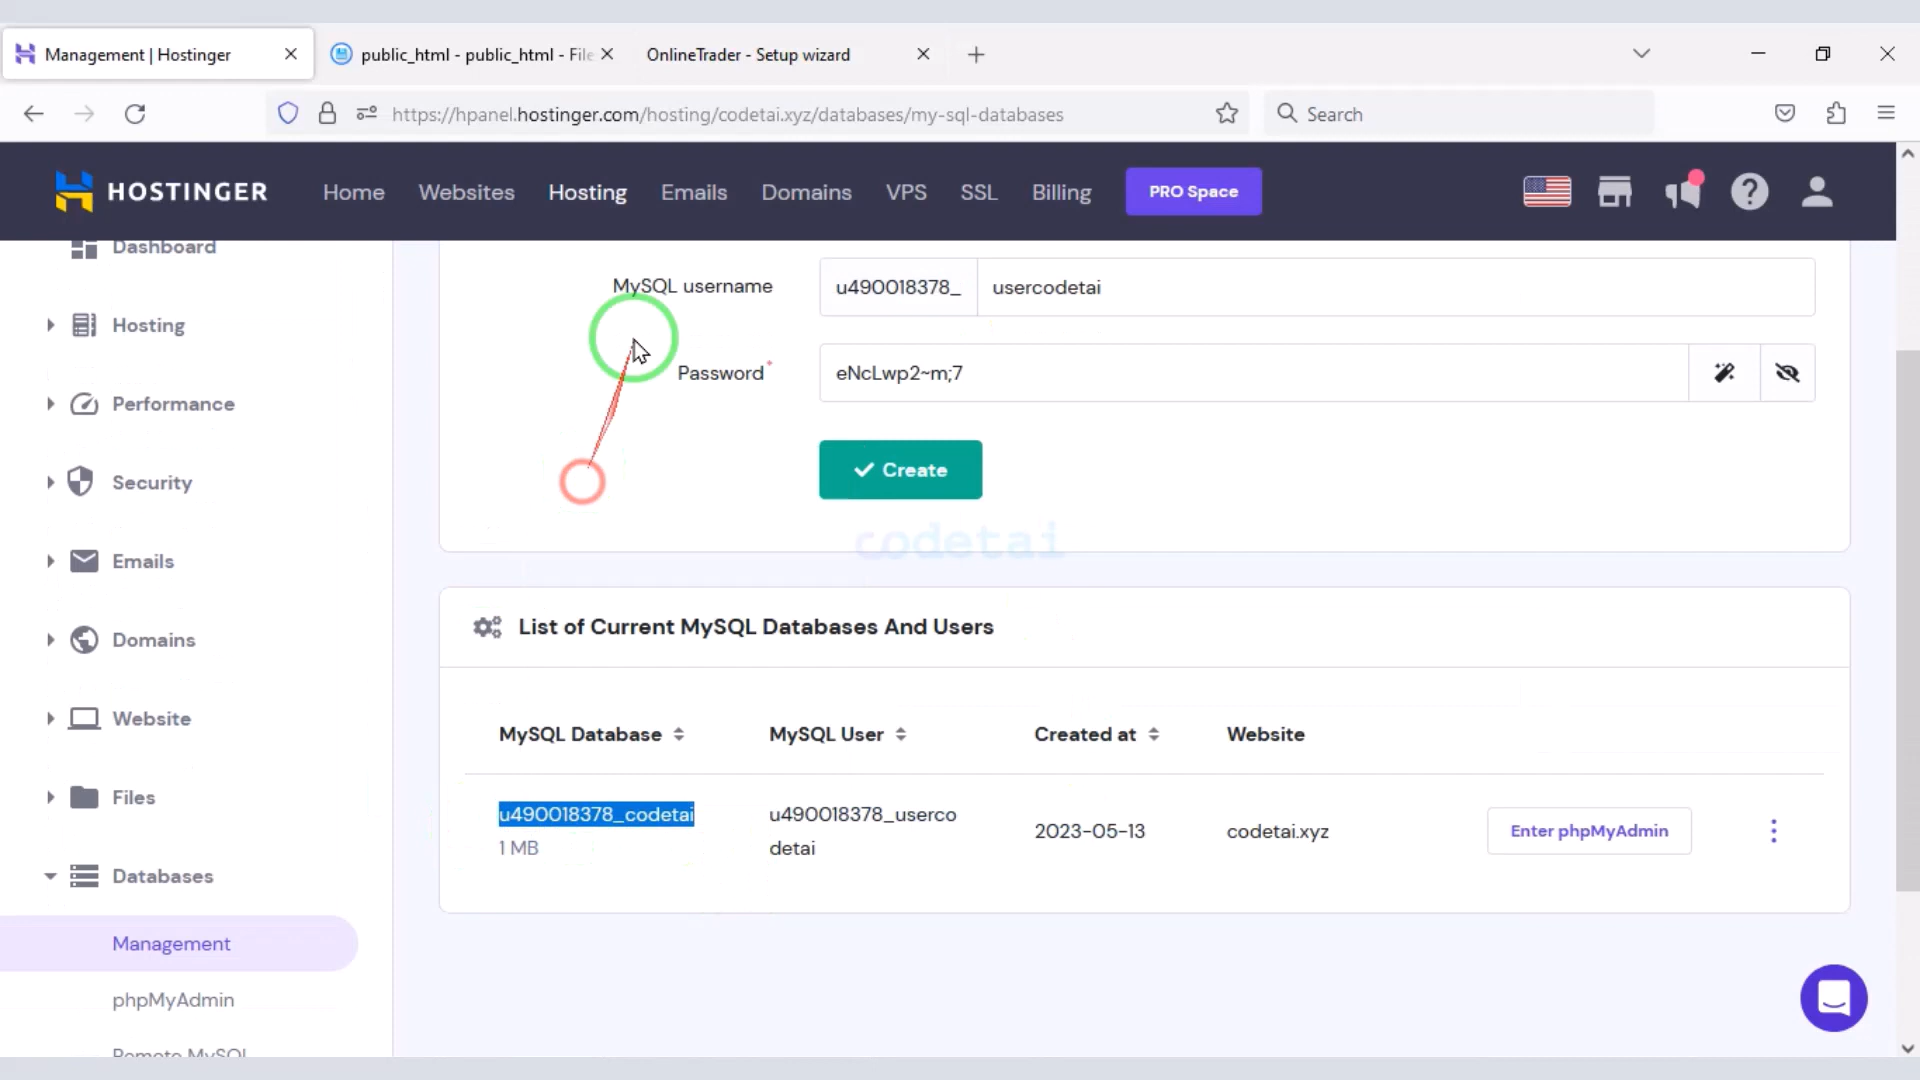 Management | Hostinger
public_html - public_html - File
OnlineTrader - Setup wizard
https://hpanel.hostinger.com/hosting/codetai.xyz/databases/my-sql-databases
Search
HOSTINGER
Home
Websites
Hosting
Emails
Domains
VPS
SSL
Billing
PRO Space
Dashboard
Hosting
Performance
Security
Emails
Domains
Website
Files
Databases
Management
phpMyAdmin
Remote MySQL
MySQL username
u490018378_
usercodetai
Password*
eNcLwp2~m;7
Create
codetai
List of Current MySQL Databases And Users
MySQL Database
MySQL User
Created at
Website
u490018378_codetai
1 MB
u490018378_userco
detai
2023-05-13
codetai.xyz
Enter phpMyAdmin